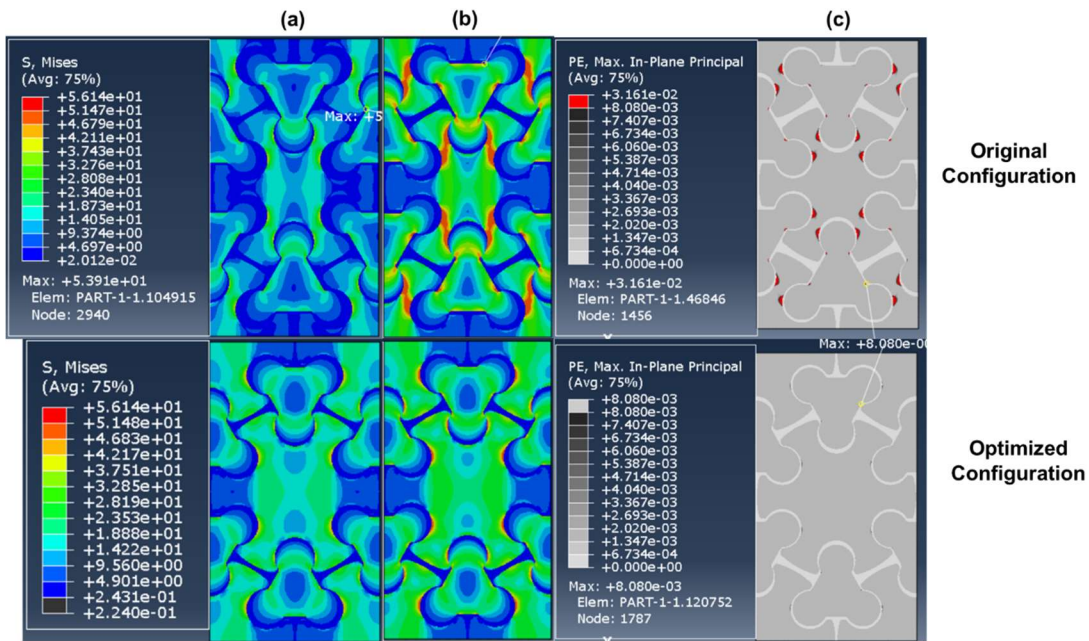 (a)
(b)
(c)
S, Mises
(Avg: 75%)
+5.614e+01
+5.147e+01
+4.679e+01
+4.211e+01
+3.743e+01
+3.276e+01
+2.808e+01
+2.340e+01
+1.873e+01
+1.405e+01
+9.374e+00
+4.697e+00
+2.012e-02
Max: +5.391e+01
Elem: PART-1-1.104915
Node: 2940
Max: +5
PE, Max. In-Plane Principal
(Avg: 75%)
+3.161e-02
+8.080e-03
+7.407e-03
+6.734e-03
+6.060e-03
+5.387e-03
+4.714e-03
+4.040e-03
+3.367e-03
+2.693e-03
+2.020e-03
+1.347e-03
+6.734e-04
+0.000e+00
Max: +3.161e-02
Elem: PART-1-1.46846
Node: 1456
Original
Configuration
S, Mises
(Avg: 75%)
+5.614e+01
+5.148e+01
+4.683e+01
+4.217e+01
+3.751e+01
+3.285e+01
+2.819e+01
+2.353e+01
+1.888e+01
+1.422e+01
+9.560e+00
+4.901e+00
+2.431e-01
+2.240e-01
PE, Max. In-Plane Principal
(Avg: 75%)
+8.080e-03
+8.080e-03
+7.407e-03
+6.734e-03
+6.060e-03
+5.387e-03
+4.714e-03
+4.040e-03
+3.367e-03
+2.693e-03
+2.020e-03
+1.347e-03
+6.734e-04
+0.000e+00
Max: +8.080e-03
Elem: PART-1-1.120752
Node: 1787
Max: +8.080e-0
Optimized
Configuration